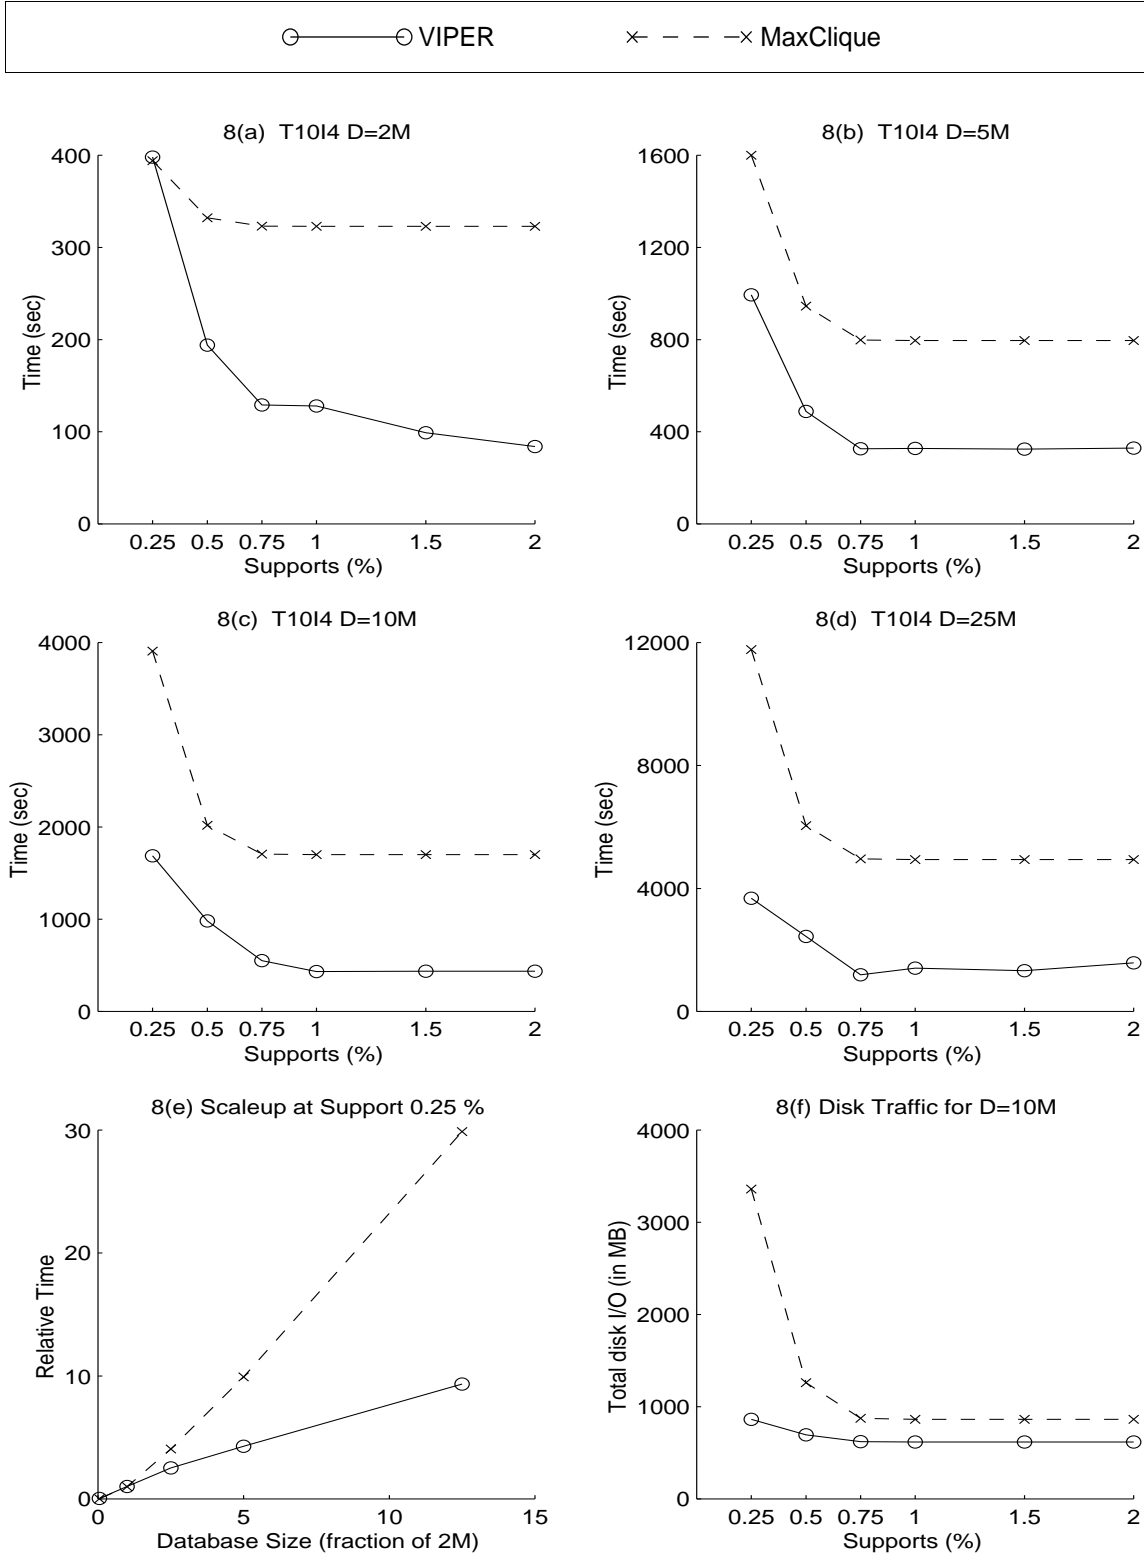 VIPER MaxClique
8(a) T10I4 D=2M
400
300
200
100
0
0.25 0.5 0.75 1 1.5 2
Supports (%)
Time (sec)
8(b) T10I4 D=5M
1600
1200
800
400
0
0.25 0.5 0.75 1 1.5 2
Supports (%)
Time (sec)
8(c) T10I4 D=10M
4000
3000
2000
1000
0
0.25 0.5 0.75 1 1.5 2
Supports (%)
Time (sec)
8(d) T10I4 D=25M
12000
8000
4000
0
0.25 0.5 0.75 1 1.5 2
Supports (%)
Time (sec)
8(e) Scaleup at Support 0.25 %
30
20
10
0
0 5 10 15
Database Size (fraction of 2M)
Relative Time
8(f) Disk Traffic for D=10M
4000
3000
2000
1000
0
0.25 0.5 0.75 1 1.5 2
Supports (%)
Total disk I/O (in MB)